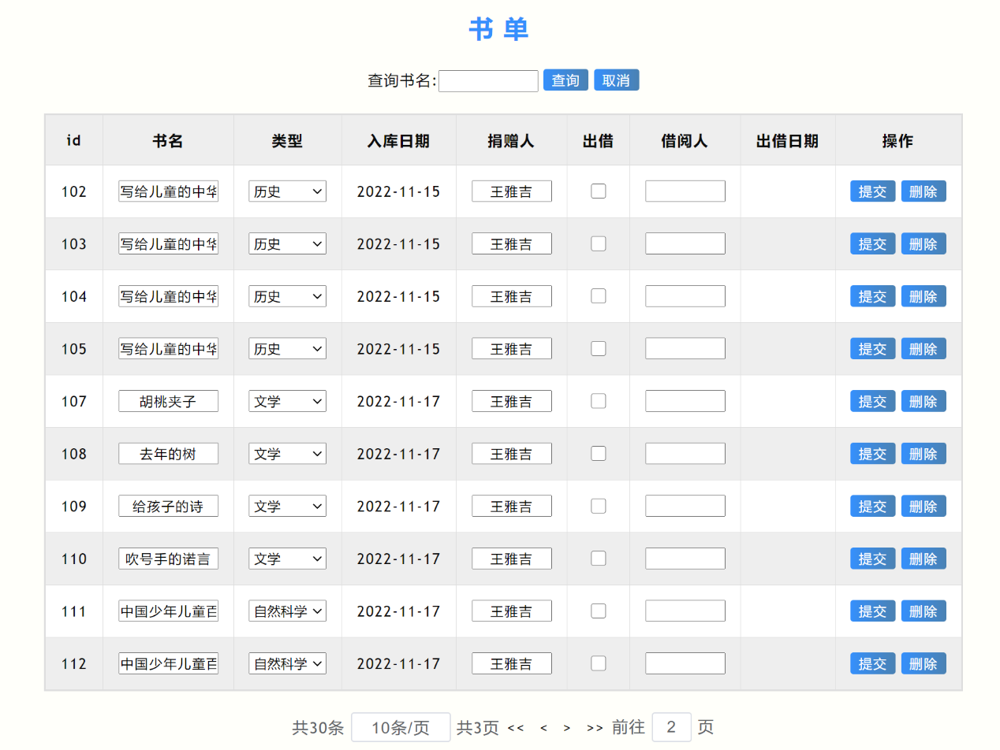 书 单
查询书名: 查询 取消
id 书名 类型 入库日期 捐赠人 出借 借阅人 出借日期 操作
102 写给儿童的中华 历史 2022-11-15 王雅吉 提交 删除
103 写给儿童的中华 历史 2022-11-15 王雅吉 提交 删除
104 写给儿童的中华 历史 2022-11-15 王雅吉 提交 删除
105 写给儿童的中华 历史 2022-11-15 王雅吉 提交 删除
107 胡桃夹子 文学 2022-11-17 王雅吉 提交 删除
108 去年的树 文学 2022-11-17 王雅吉 提交 删除
109 给孩子的诗 文学 2022-11-17 王雅吉 提交 删除
110 吹号手的诺言 文学 2022-11-17 王雅吉 提交 删除
111 中国少年儿童百 自然科学 2022-11-17 王雅吉 提交 删除
112 中国少年儿童百 自然科学 2022-11-17 王雅吉 提交 删除
共30条 10条/页 共3页 << < > >> 前往 2 页